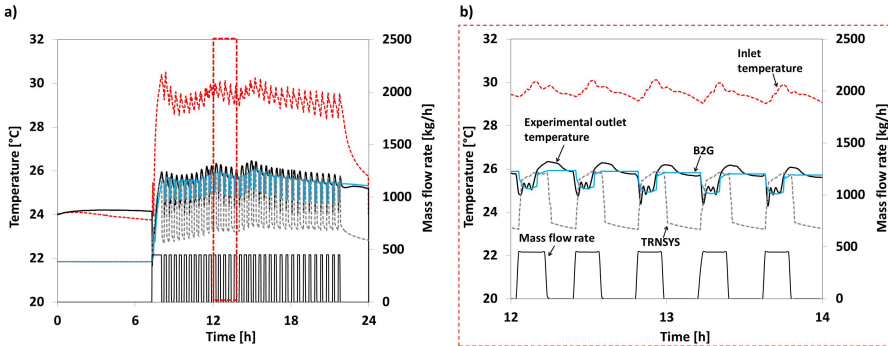 a)
32
30
28
26
24
22
20
Temperature [°C]
2500
2000
1500
1000
500
0
Mass flow rate [kg/h]
0
6
12
18
24
Time [h]
b)
32
30
28
26
24
22
20
Temperature [°C]
Inlet
temperature
Experimental outlet
temperature
B2G
TRNSYS
Mass flow rate
2500
2000
1500
1000
500
0
Mass flow rate [kg/h]
12
13
14
Time [h]